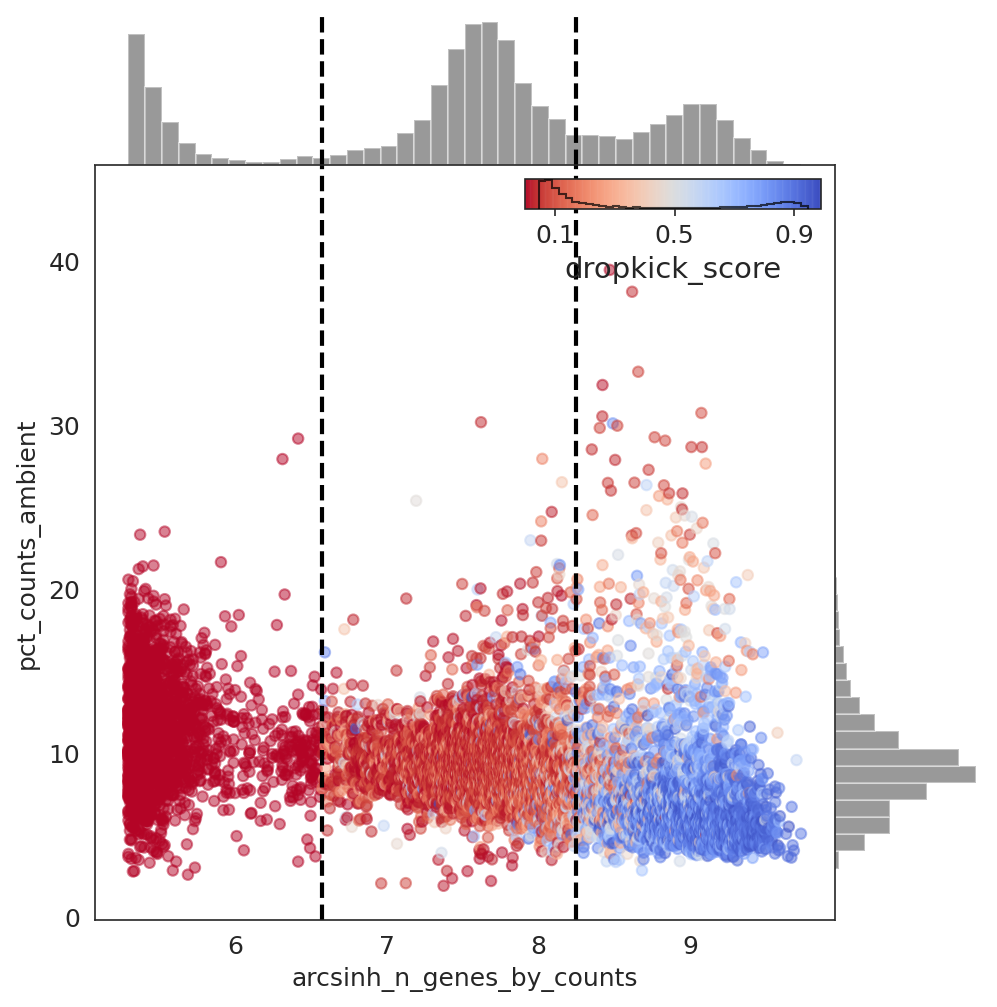 0.1 0.5 0.9
dropkick_score
40
30
20
10
0
pct_counts_ambient
6 7 8 9
arcsinh_n_genes_by_counts